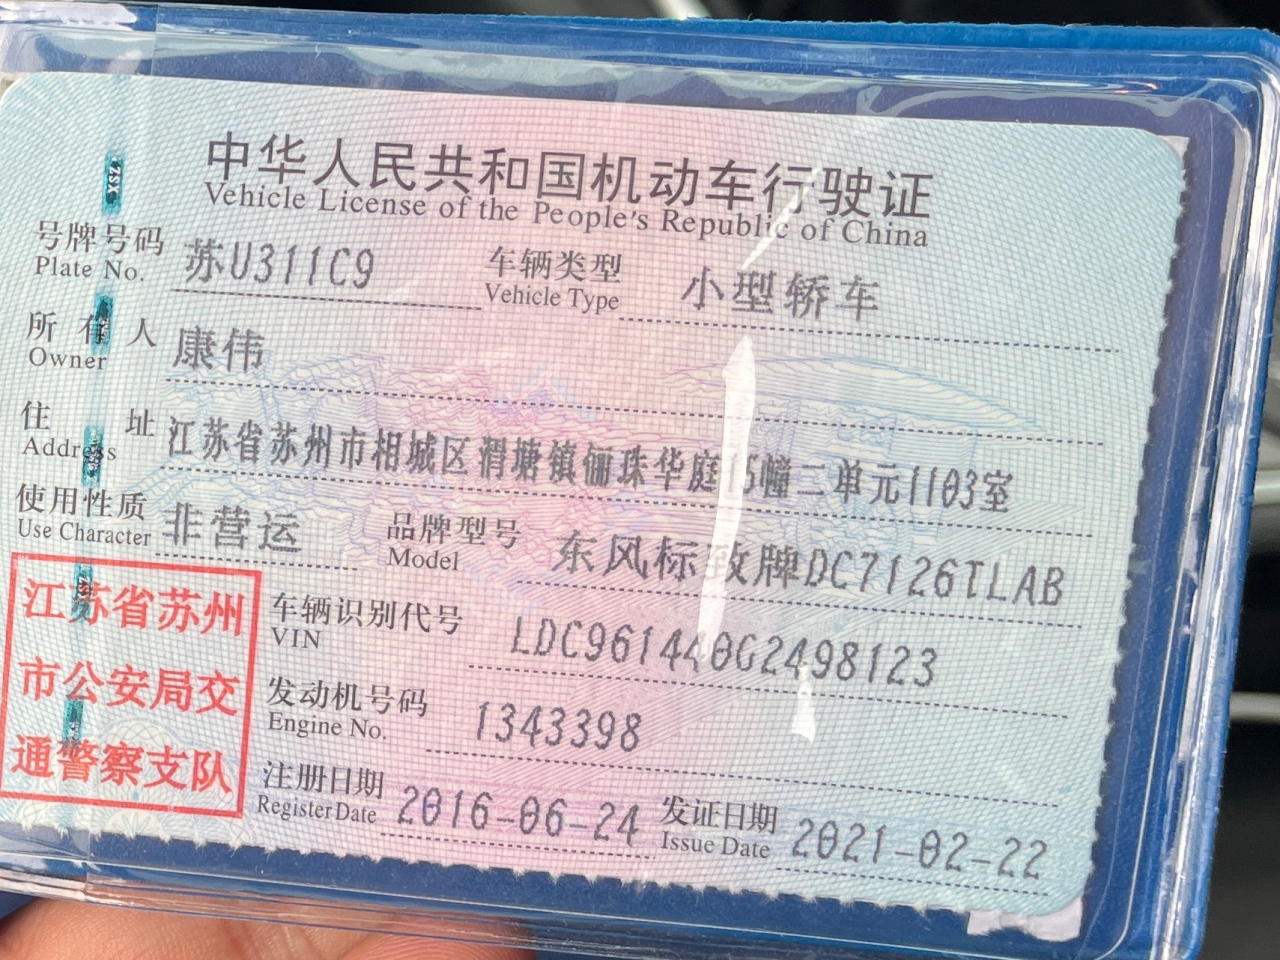 中华人民共和国机动车行驶证
Vehicle License of the People's Republic of China
号牌号码 苏U311C9 车辆类型 小型轿车
Plate No. Vehicle Type
所有人 康伟
Owner
住址 江苏省苏州市相城区渭塘镇俪珠华庭15幢二单元1103室
Address
使用性质 非营运 品牌型号 东风标致牌DC7126TLAB
Use Character Model
江苏省苏州
市公安局交
通警察支队
车辆识别代号 LDC961440G2498123
VIN
发动机号码 1343398
Engine No.
注册日期 2016-06-24 发证日期 2021-02-22
Register Date Issue Date